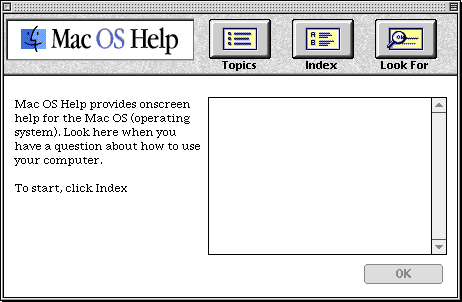 Mac OS Help
Topics
Index
Look For
Mac OS Help provides onscreen
help for the Mac OS (operating
system). Look here when you
have a question about how to use
your computer.
To start, click Index
OK